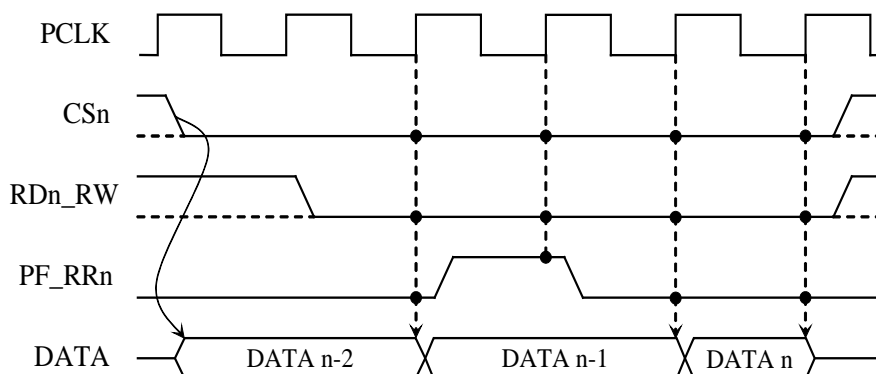 PCLK
CSn
RDn_RW
PF_RRn
DATA DATA n-2 DATA n-1 DATA n